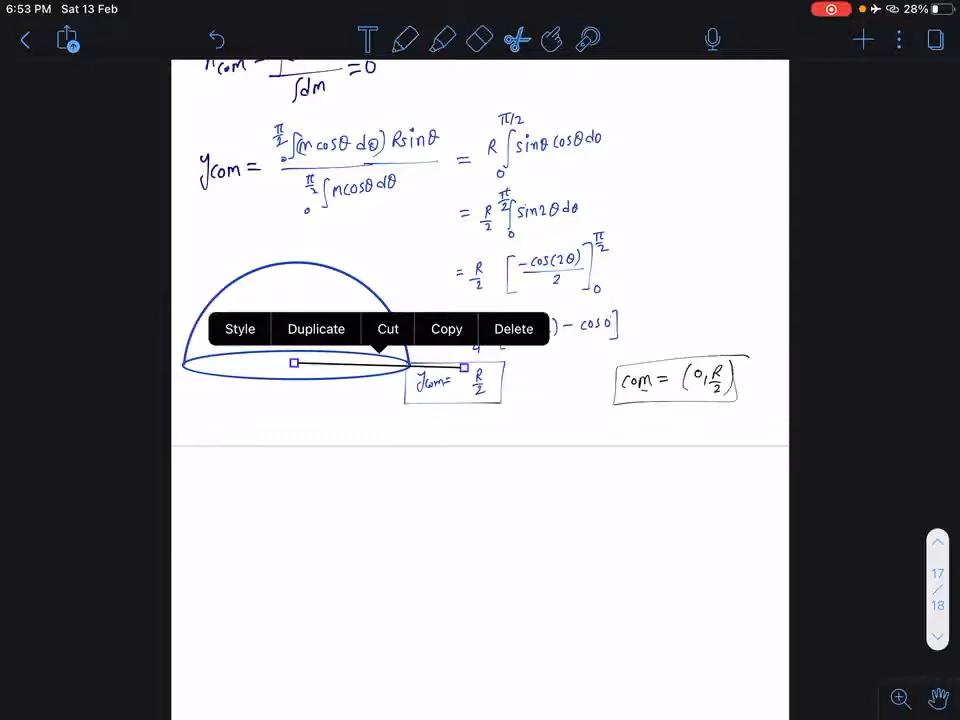 6:53 PM Sat 13 Feb 28%
xcom = ∫dm = 0
ycom = π/2 ∫ 0 (m cosθ dθ) R sinθ / π/2 ∫ 0 m cosθ dθ = R ∫ 0 π/2 sinθ cosθ dθ
= R/2 ∫ 0 π/2 sin2θ dθ
= R/2 [ -cos(2θ)/2 ] 0 π/2
) - cos0 ]
Style Duplicate Cut Copy Delete
ycom = R/2
com = (0, R/2)
17
/
18